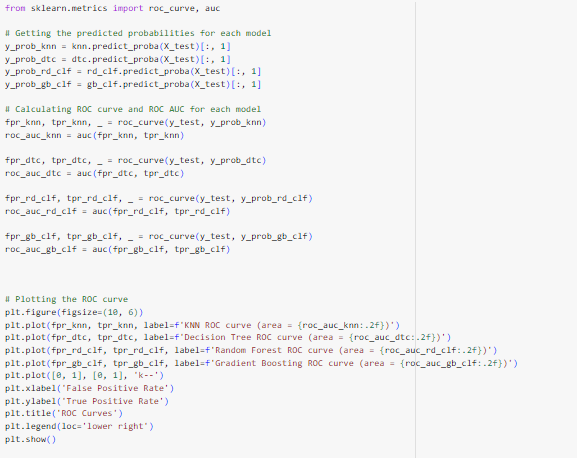 from sklearn.metrics import roc_curve, auc
# Getting the predicted probabilities for each model
y_prob_knn = knn.predict_proba(X_test)[:, 1]
y_prob_dtc = dtc.predict_proba(X_test)[:, 1]
y_prob_rd_clf = rd_clf.predict_proba(X_test)[:, 1]
y_prob_gb_clf = gb_clf.predict_proba(X_test)[:, 1]
# Calculating ROC curve and ROC AUC for each model
fpr_knn, tpr_knn, _ = roc_curve(y_test, y_prob_knn)
roc_auc_knn = auc(fpr_knn, tpr_knn)
fpr_dtc, tpr_dtc, _ = roc_curve(y_test, y_prob_dtc)
roc_auc_dtc = auc(fpr_dtc, tpr_dtc)
fpr_rd_clf, tpr_rd_clf, _ = roc_curve(y_test, y_prob_rd_clf)
roc_auc_rd_clf = auc(fpr_rd_clf, tpr_rd_clf)
fpr_gb_clf, tpr_gb_clf, _ = roc_curve(y_test, y_prob_gb_clf)
roc_auc_gb_clf = auc(fpr_gb_clf, tpr_gb_clf)
# Plotting the ROC curve
plt.figure(figsize=(10, 6))
plt.plot(fpr_knn, tpr_knn, label=f'KNN ROC curve (area = {roc_auc_knn:.2f})')
plt.plot(fpr_dtc, tpr_dtc, label=f'Decision Tree ROC curve (area = {roc_auc_dtc:.2f})')
plt.plot(fpr_rd_clf, tpr_rd_clf, label=f'Random Forest ROC curve (area = {roc_auc_rd_clf:.2f})')
plt.plot(fpr_gb_clf, tpr_gb_clf, label=f'Gradient Boosting ROC curve (area = {roc_auc_gb_clf:.2f})')
plt.plot([0, 1], [0, 1], 'k--')
plt.xlabel('False Positive Rate')
plt.ylabel('True Positive Rate')
plt.title('ROC Curves')
plt.legend(loc='lower right')
plt.show()